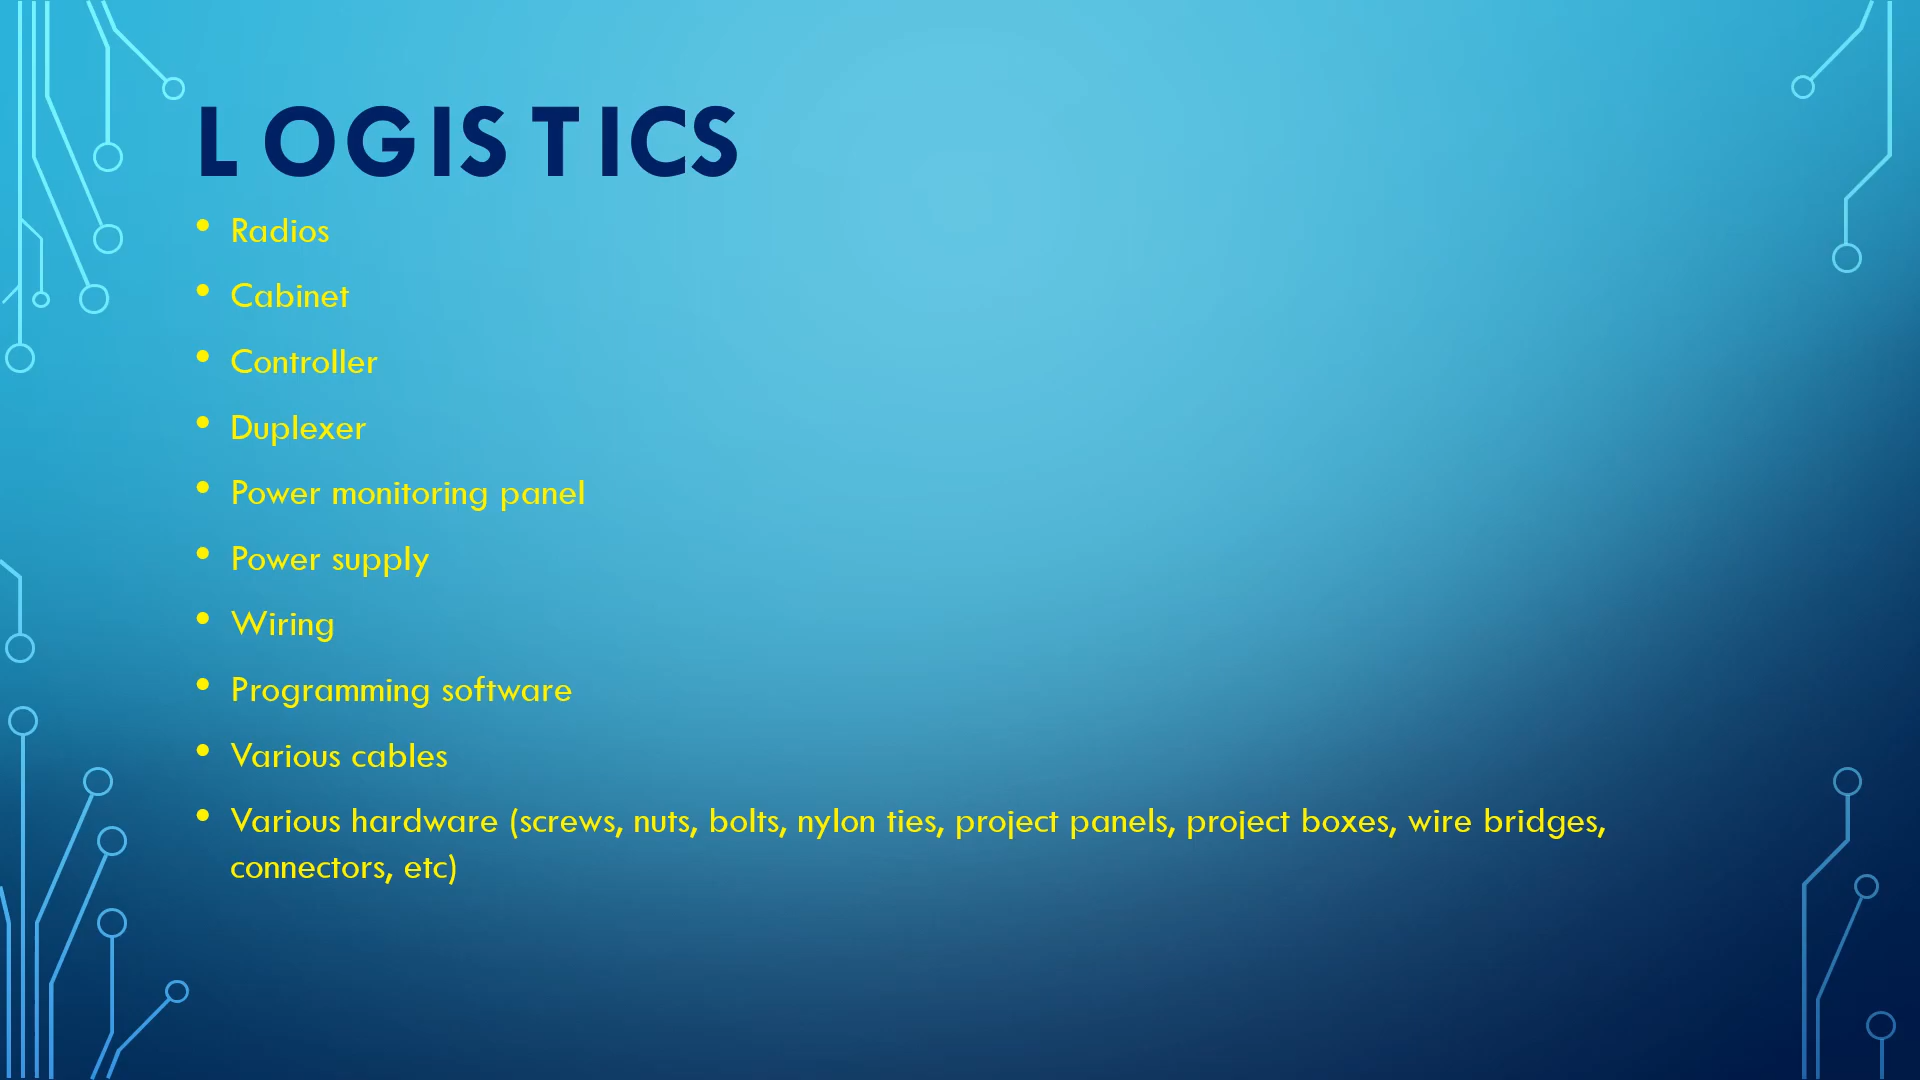 LOGISTICS
• Radios
• Cabinet
• Controller
• Duplexer
• Power monitoring panel
• Power supply
• Wiring
• Programming software
• Various cables
• Various hardware (screws, nuts, bolts, nylon ties, project panels, project boxes, wire bridges,
connectors, etc)